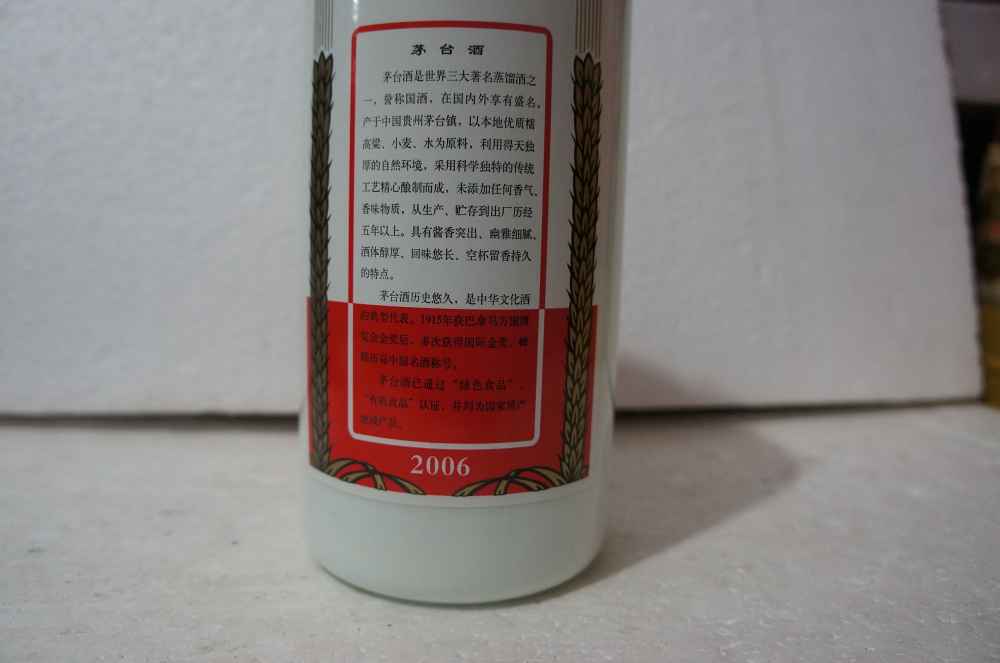 茅台酒
茅台酒是世界三大著名蒸馏酒之
一，誉称国酒，在国内外享有盛名。
产于中国贵州茅台镇，以本地优质糯
高粱、小麦、水为原料，利用得天独
厚的自然环境，采用科学独特的传统
工艺精心酿制而成，未添加任何香气、
香味物质，从生产、贮存到出厂历经
五年以上。具有酱香突出、幽雅细腻、
酒体醇厚、回味悠长、空杯留香持久
的特点。
茅台酒历史悠久，是中华文化酒
的典型代表。1915年获巴拿马万国博
览会金奖后，多次获得国际金奖，蝉
联历届中国名酒称号。
茅台酒已通过“绿色食品”、
“有机食品”认证，并列为国家地产
2006